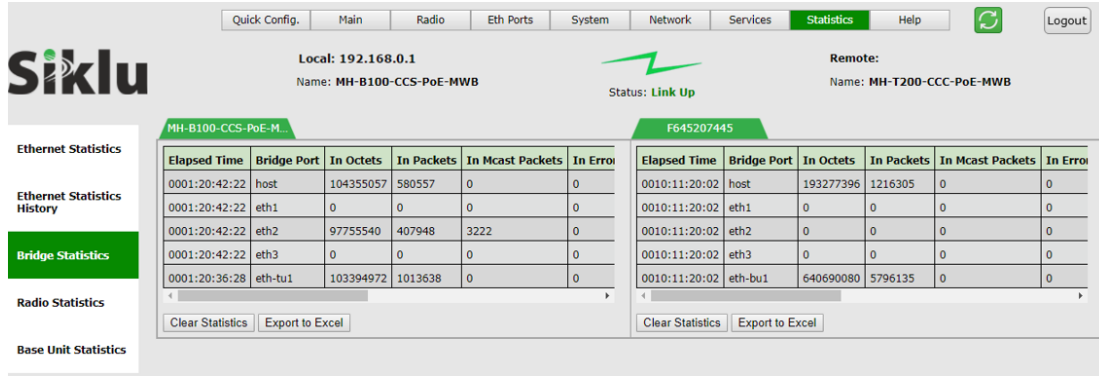 Quick Config. Main Radio Eth Ports System Network Services Statistics Help Logout
Siklu
Local: 192.168.0.1
Name: MH-B100-CCS-PoE-MWB
Status: Link Up
Remote:
Name: MH-T200-CCC-PoE-MWB
Ethernet Statistics
Ethernet Statistics
History
Bridge Statistics
Radio Statistics
Base Unit Statistics
MH-B100-CCS-PoE-M...
Elapsed Time Bridge Port In Octets In Packets In Mcast Packets In Error
0001:20:42:22 host 104355057 580557 0 0
0001:20:42:22 eth1 0 0 0 0
0001:20:42:22 eth2 97755540 407948 3222 0
0001:20:42:22 eth3 0 0 0 0
0001:20:36:28 eth-tu1 103394972 1013638 0 0
Clear Statistics Export to Excel
F645207445
Elapsed Time Bridge Port In Octets In Packets In Mcast Packets In Error
0010:11:20:02 host 193277396 1216305 0 0
0010:11:20:02 eth1 0 0 0 0
0010:11:20:02 eth2 0 0 0 0
0010:11:20:02 eth3 0 0 0 0
0010:11:20:02 eth-bu1 640690080 5796135 0 0
Clear Statistics Export to Excel